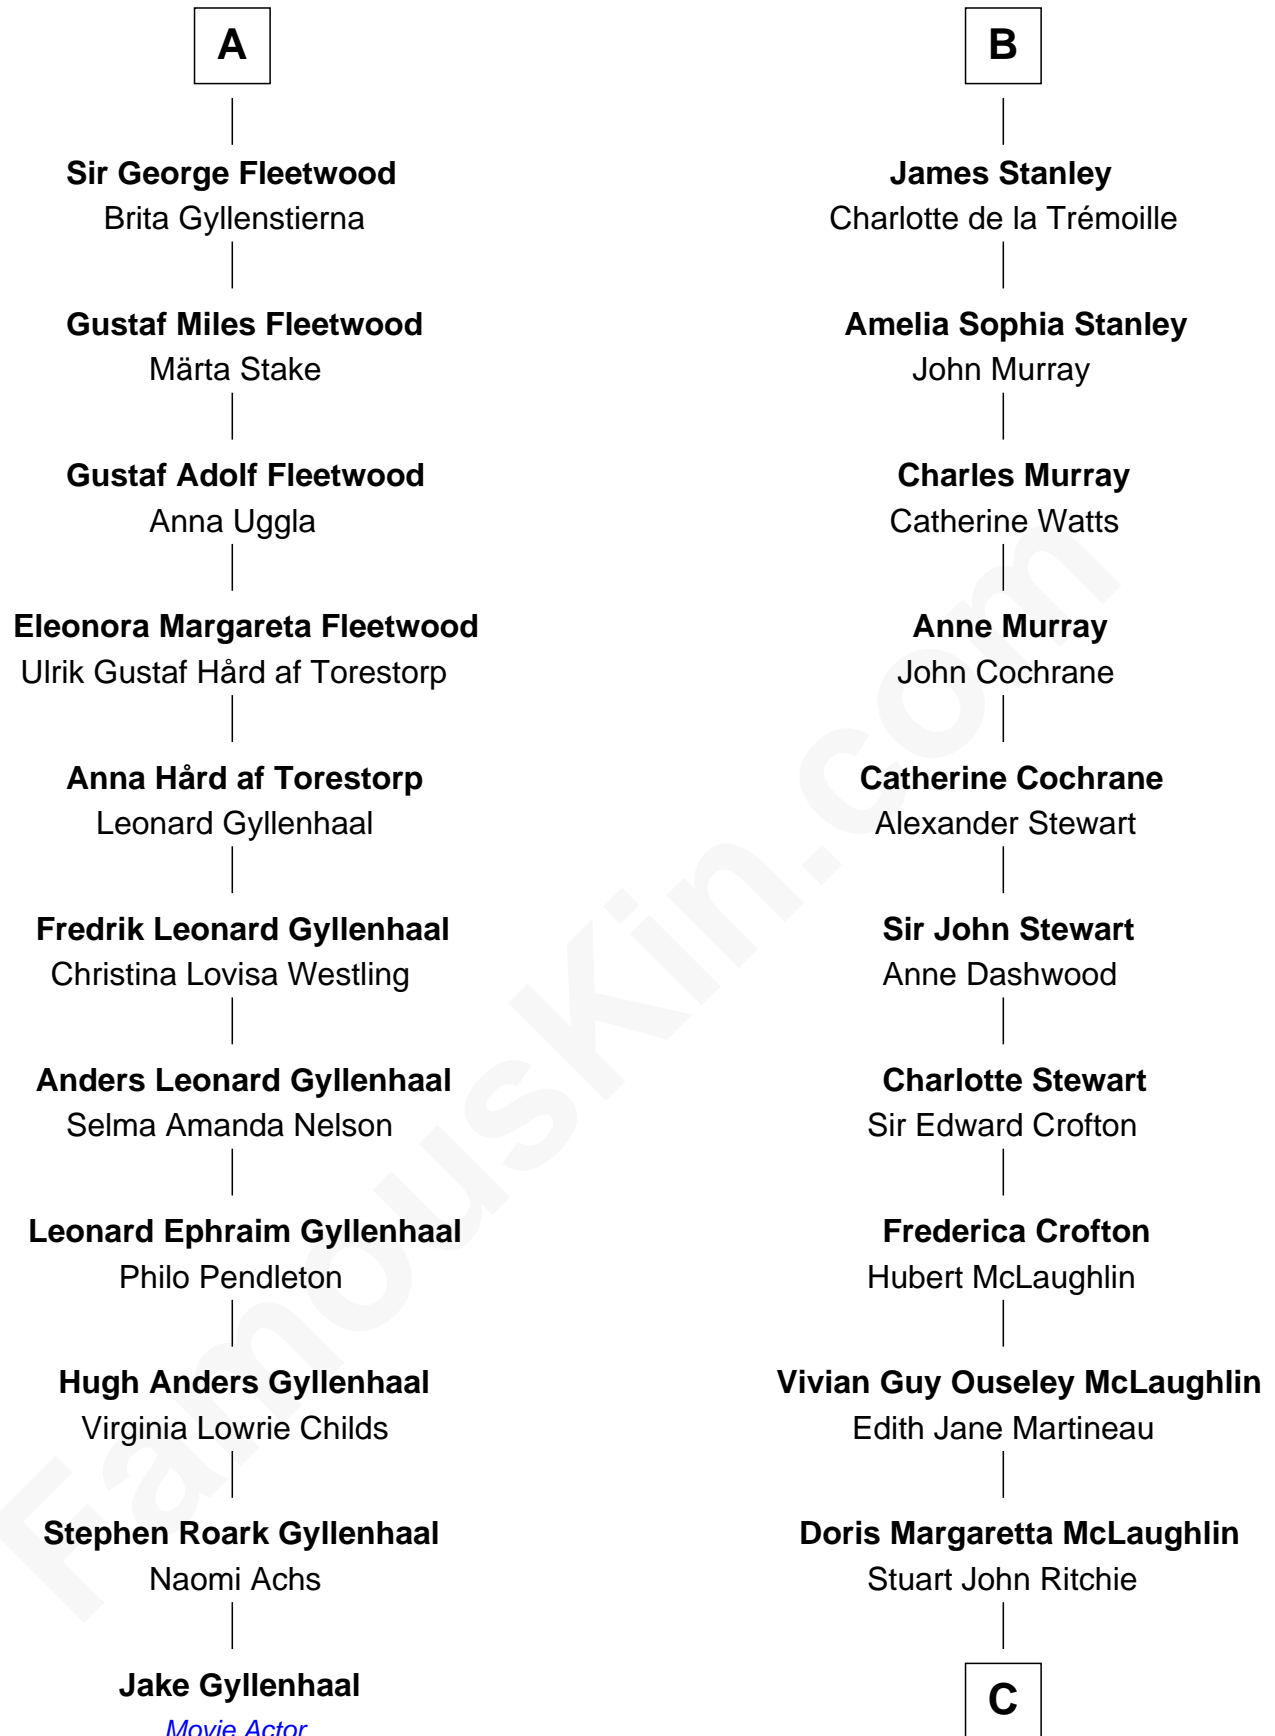 A
Sir George Fleetwood
Brita Gyllenstierna
Gustaf Miles Fleetwood
Märta Stake
Gustaf Adolf Fleetwood
Anna Uggla
Eleonora Margareta Fleetwood
Ulrik Gustaf Hård af Torestorp
Anna Hård af Torestorp
Leonard Gyllenhaal
Fredrik Leonard Gyllenhaal
Christina Lovisa Westling
Anders Leonard Gyllenhaal
Selma Amanda Nelson
Leonard Ephraim Gyllenhaal
Philo Pendleton
Hugh Anders Gyllenhaal
Virginia Lowrie Childs
Stephen Roark Gyllenhaal
Naomi Achs
Jake Gyllenhaal
Movie Actor
B
James Stanley
Charlotte de la Trémoille
Amelia Sophia Stanley
John Murray
Charles Murray
Catherine Watts
Anne Murray
John Cochrane
Catherine Cochrane
Alexander Stewart
Sir John Stewart
Anne Dashwood
Charlotte Stewart
Sir Edward Crofton
Frederica Crofton
Hubert McLaughlin
Vivian Guy Ouseley McLaughlin
Edith Jane Martineau
Doris Margaretta McLaughlin
Stuart John Ritchie
C
FamousKin.com